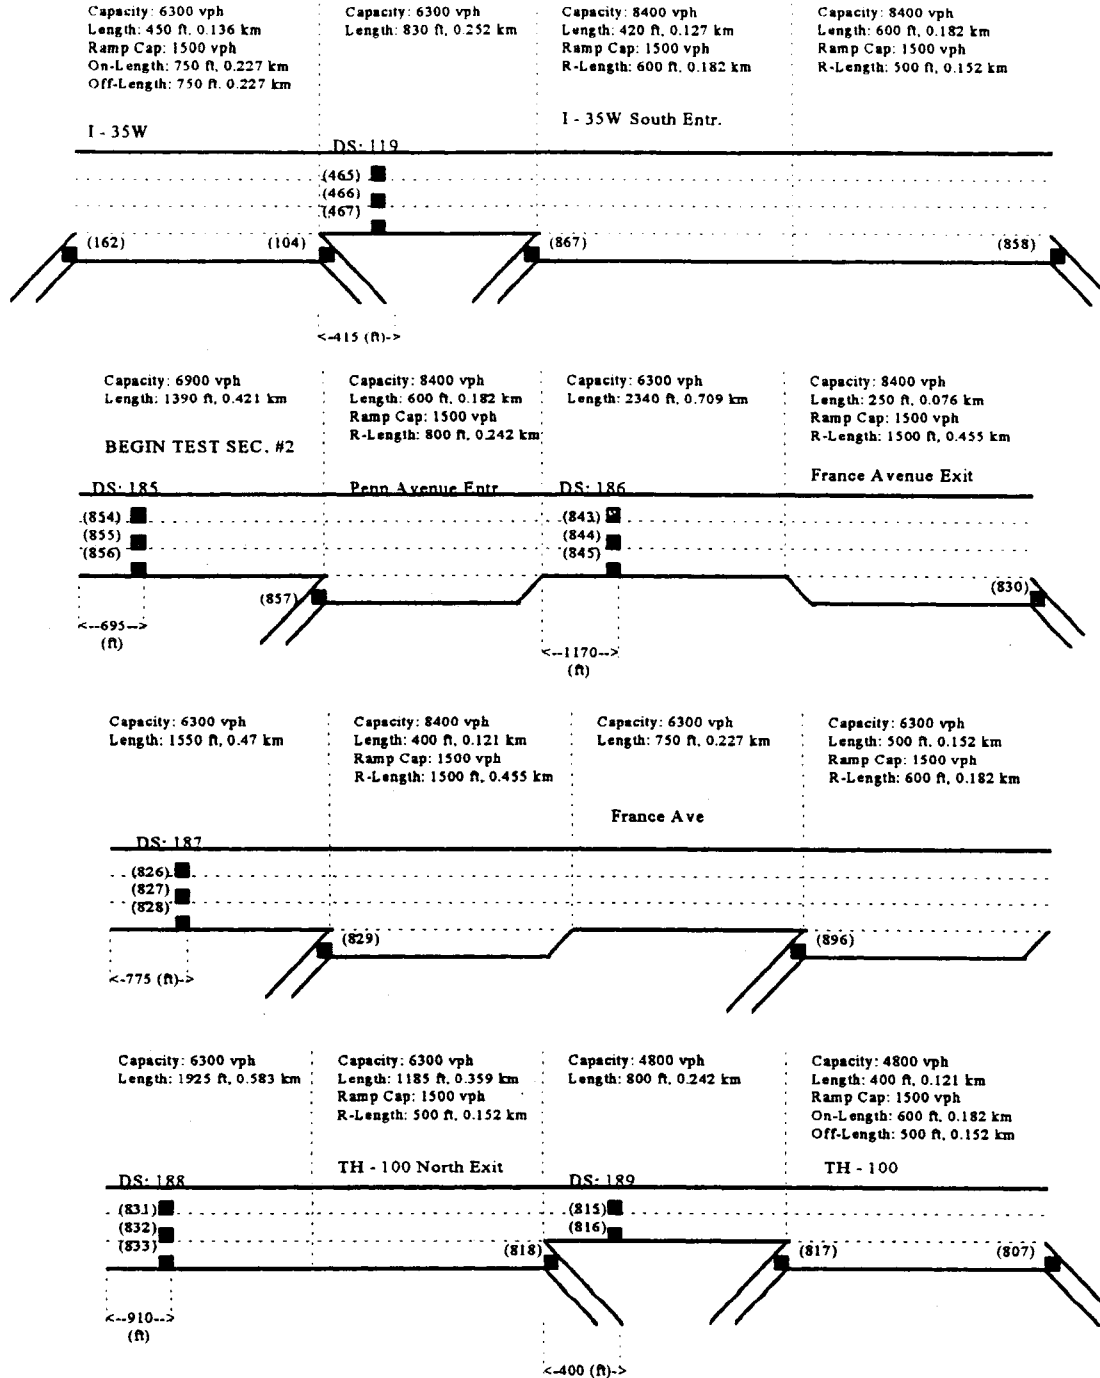 Capacity: 6300 vph
Length: 450 ft, 0.136 km
Ramp Cap: 1500 vph
On-Length: 750 ft, 0.227 km
Off-Length: 750 ft. 0.227 km
Capacity: 6300 vph
Length: 830 ft, 0.252 km
Capacity: 8400 vph
Length: 420 ft, 0.127 km
Ramp Cap: 1500 vph
R-Length: 600 ft, 0.182 km
Capacity: 8400 vph
Length: 600 ft, 0.182 km
Ramp Cap: 1500 vph
R-Length: 500 ft, 0.152 km
I - 35W
I - 35W South Entr.
DS: 119
(465)
(466)
(467)
(162)
(104)
(867)
(858)
<-415 (ft)->
Capacity: 6900 vph
Length: 1390 ft, 0.421 km
Capacity: 8400 vph
Length: 600 ft, 0.182 km
Ramp Cap: 1500 vph
R-Length: 800 ft, 0.242 km
Capacity: 6300 vph
Length: 2340 ft, 0.709 km
Capacity: 8400 vph
Length: 250 ft, 0.076 km
Ramp Cap: 1500 vph
R-Length: 1500 ft, 0.455 km
BEGIN TEST SEC. #2
France Avenue Exit
DS: 185
Penn Avenue Entr
DS: 186
(854)
(855)
(856)
(843)
(844)
(845)
(857)
(830)
<--695-->
(ft)
<--1170-->
(ft)
Capacity: 6300 vph
Length: 1550 ft, 0.47 km
Capacity: 8400 vph
Length: 400 ft, 0.121 km
Ramp Cap: 1500 vph
R-Length: 1500 ft, 0.455 km
Capacity: 6300 vph
Length: 750 ft, 0.227 km
Capacity: 6300 vph
Length: 500 ft, 0.152 km
Ramp Cap: 1500 vph
R-Length: 600 ft, 0.182 km
France Ave
DS: 187
(826)
(827)
(828)
(829)
(896)
<-775 (ft)->
Capacity: 6300 vph
Length: 1925 ft, 0.583 km
Capacity: 6300 vph
Length: 1185 ft, 0.359 km
Ramp Cap: 1500 vph
R-Length: 500 ft, 0.152 km
Capacity: 4800 vph
Length: 800 ft, 0.242 km
Capacity: 4800 vph
Length: 400 ft, 0.121 km
Ramp Cap: 1500 vph
On-Length: 600 ft, 0.182 km
Off-Length: 500 ft, 0.152 km
TH - 100 North Exit
TH - 100
DS: 188
DS: 189
(831)
(832)
(833)
(815)
(816)
(818)
(817)
(807)
<--910-->
(ft)
<-400 (ft)->